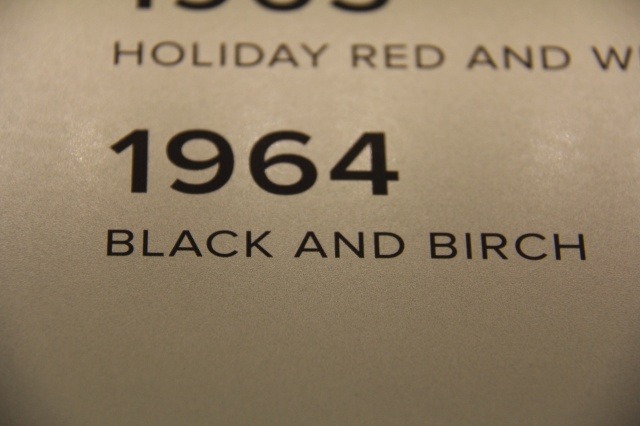 HOLIDAY RED AND
1964
BLACK AND BIRCH